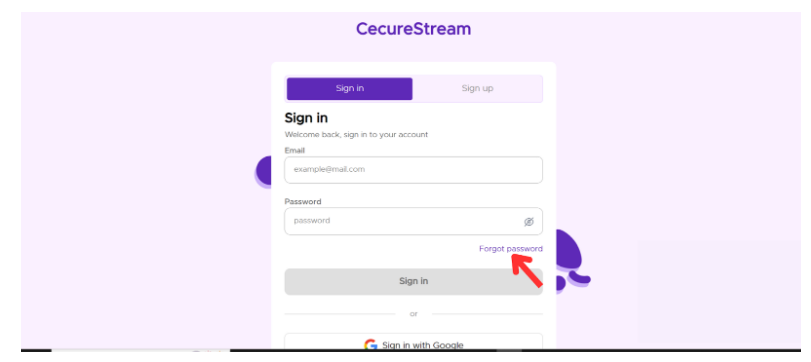 CecureStream
Sign in Sign up
Sign in
Welcome back, sign in to your account
Email
example@mail.com
Password
password
Forgot password
Sign in
or
Sign in with Google